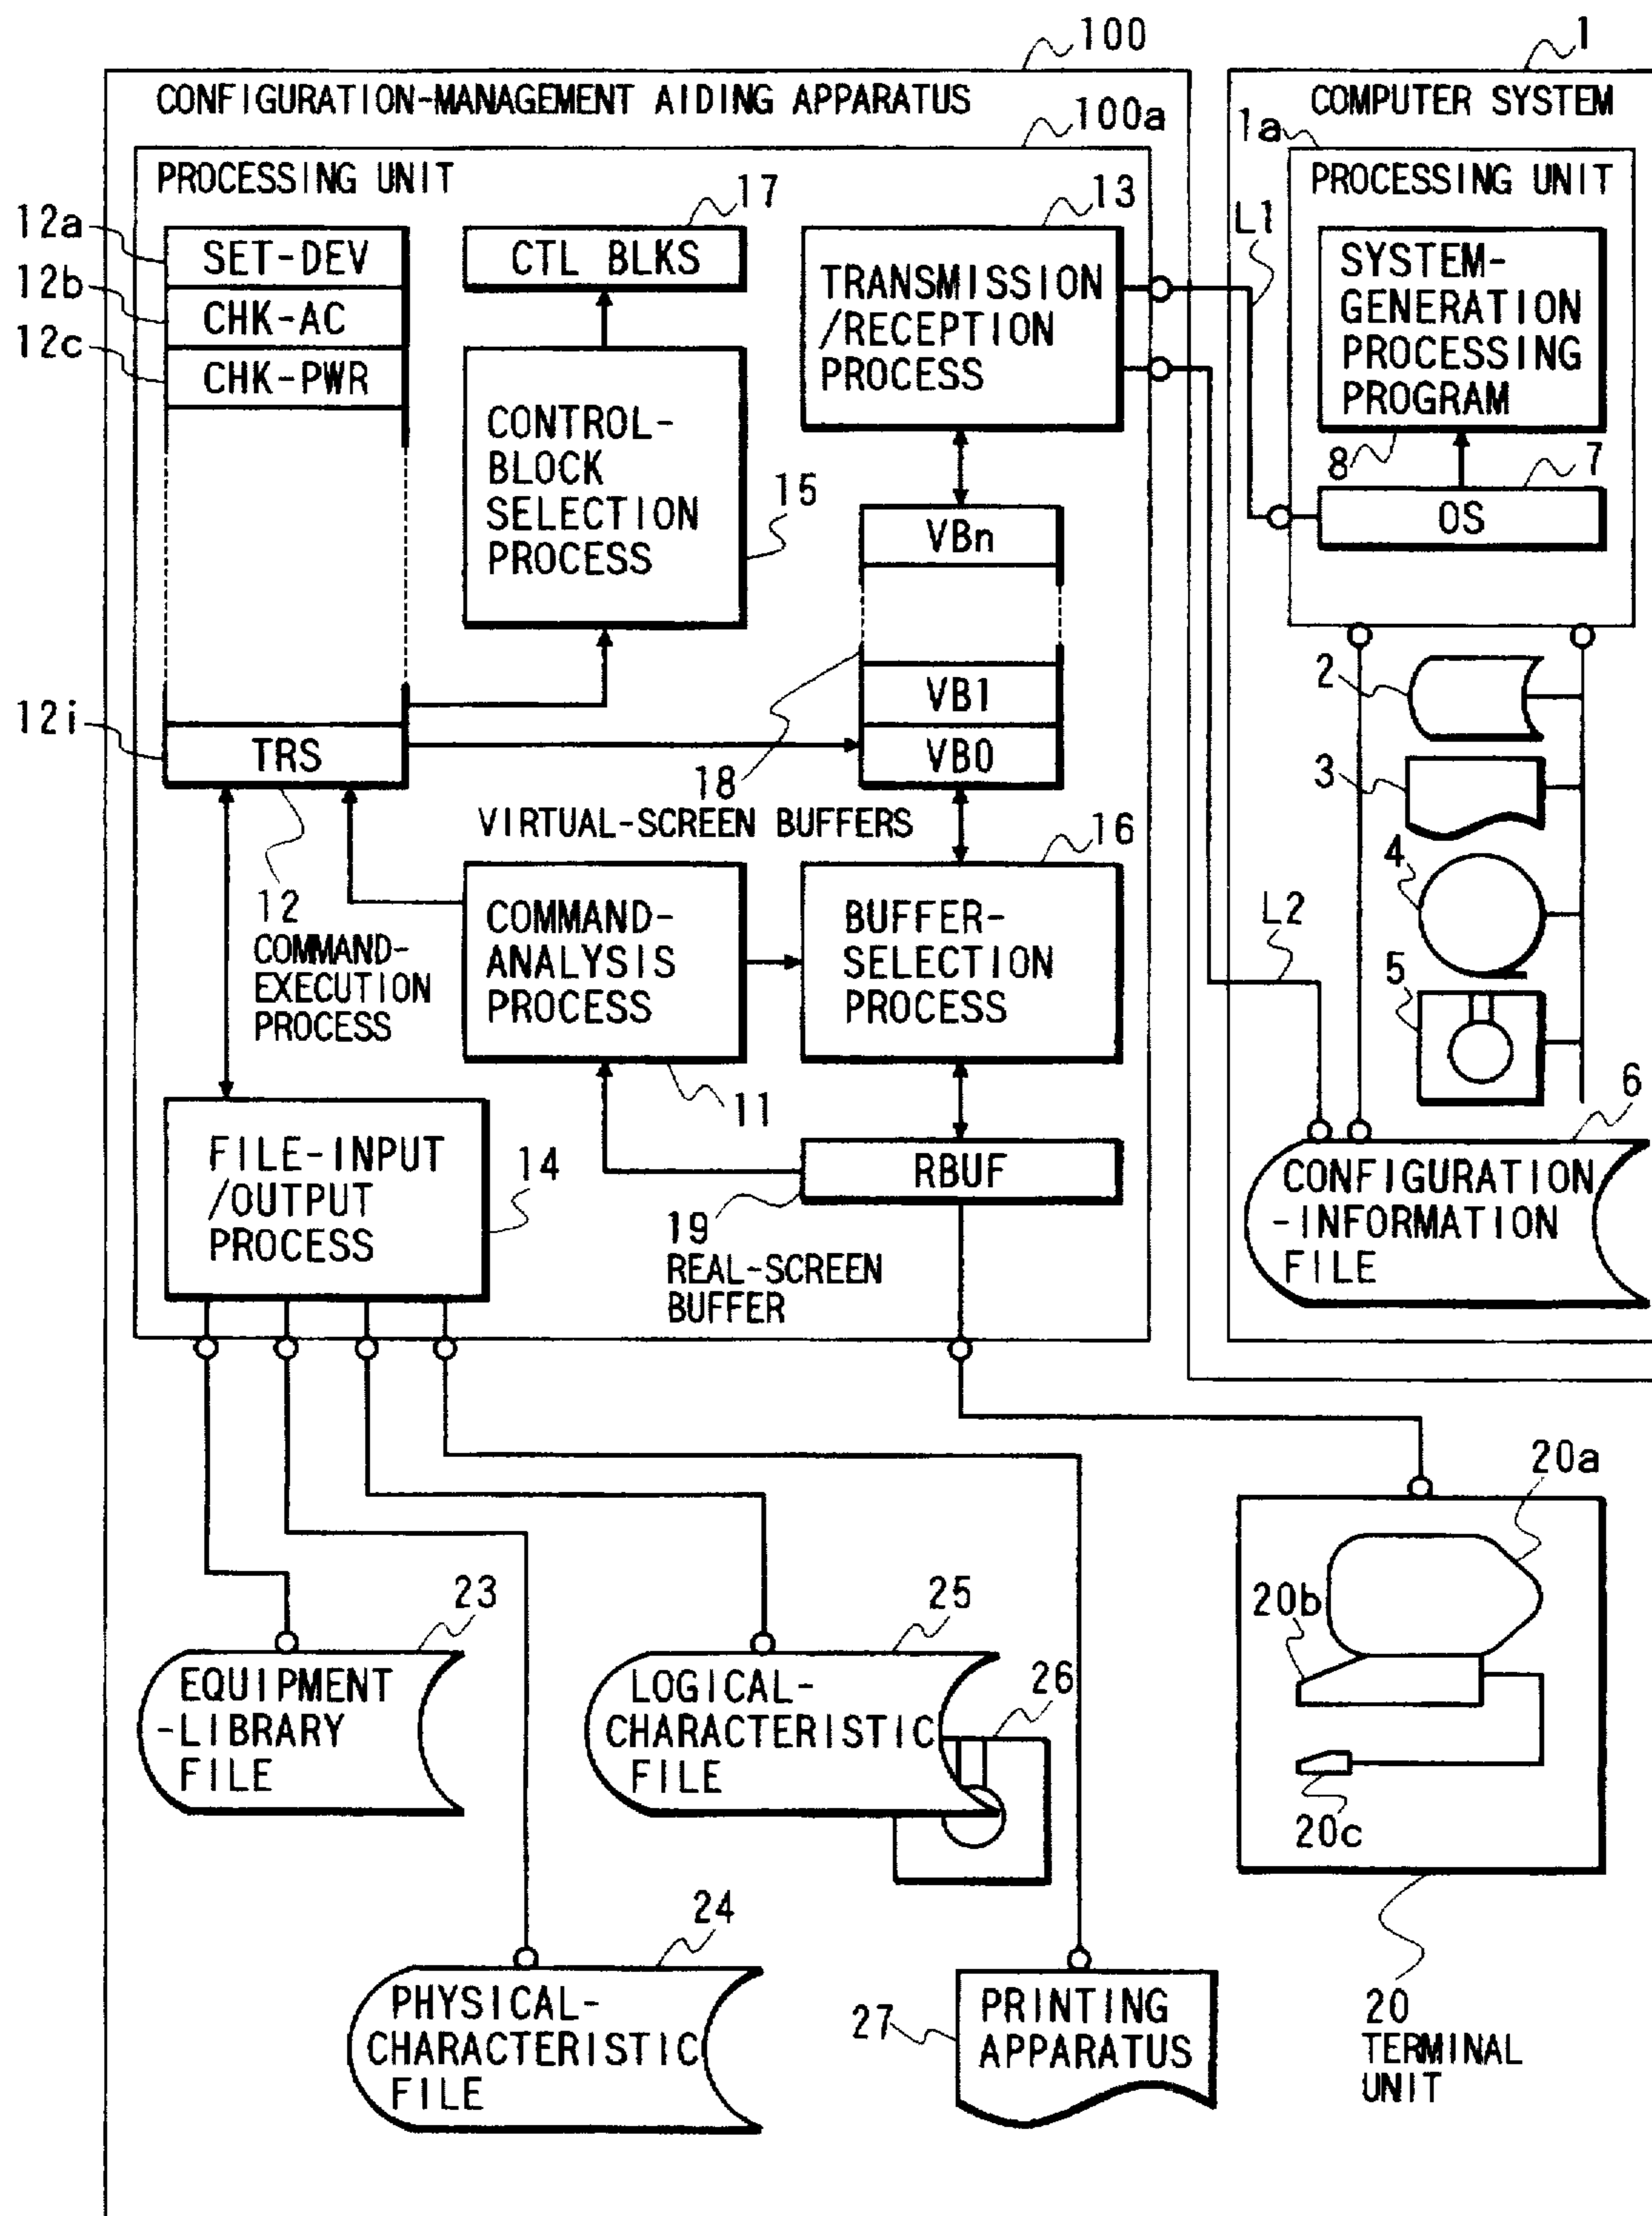 100
1
CONFIGURATION-MANAGEMENT AIDING APPARATUS
COMPUTER SYSTEM
100a
1a
PROCESSING UNIT
PROCESSING UNIT
17
13
L1
12a
SET-DEV
12b
CHK-AC
12c
CHK-PWR
CTL BLKS
TRANSMISSION
/RECEPTION
PROCESS
SYSTEM-
GENERATION
PROCESSING
PROGRAM
8
7
OS
CONTROL-
BLOCK
SELECTION
PROCESS
15
VBn
VB1
VB0
18
VIRTUAL-SCREEN BUFFERS
12i
TRS
2
3
4
5
6
16
12
COMMAND-
EXECUTION
PROCESS
COMMAND-
ANALYSIS
PROCESS
11
BUFFER-
SELECTION
PROCESS
L2
FILE-INPUT
/OUTPUT
PROCESS
14
RBUF
19
REAL-SCREEN
BUFFER
CONFIGURATION
-INFORMATION
FILE
20a
20b
20c
23
EQUIPMENT
-LIBRARY
FILE
25
LOGICAL-
CHARACTERISTIC
FILE
26
24
PHYSICAL-
CHARACTERISTIC
FILE
27
PRINTING
APPARATUS
20
TERMINAL
UNIT